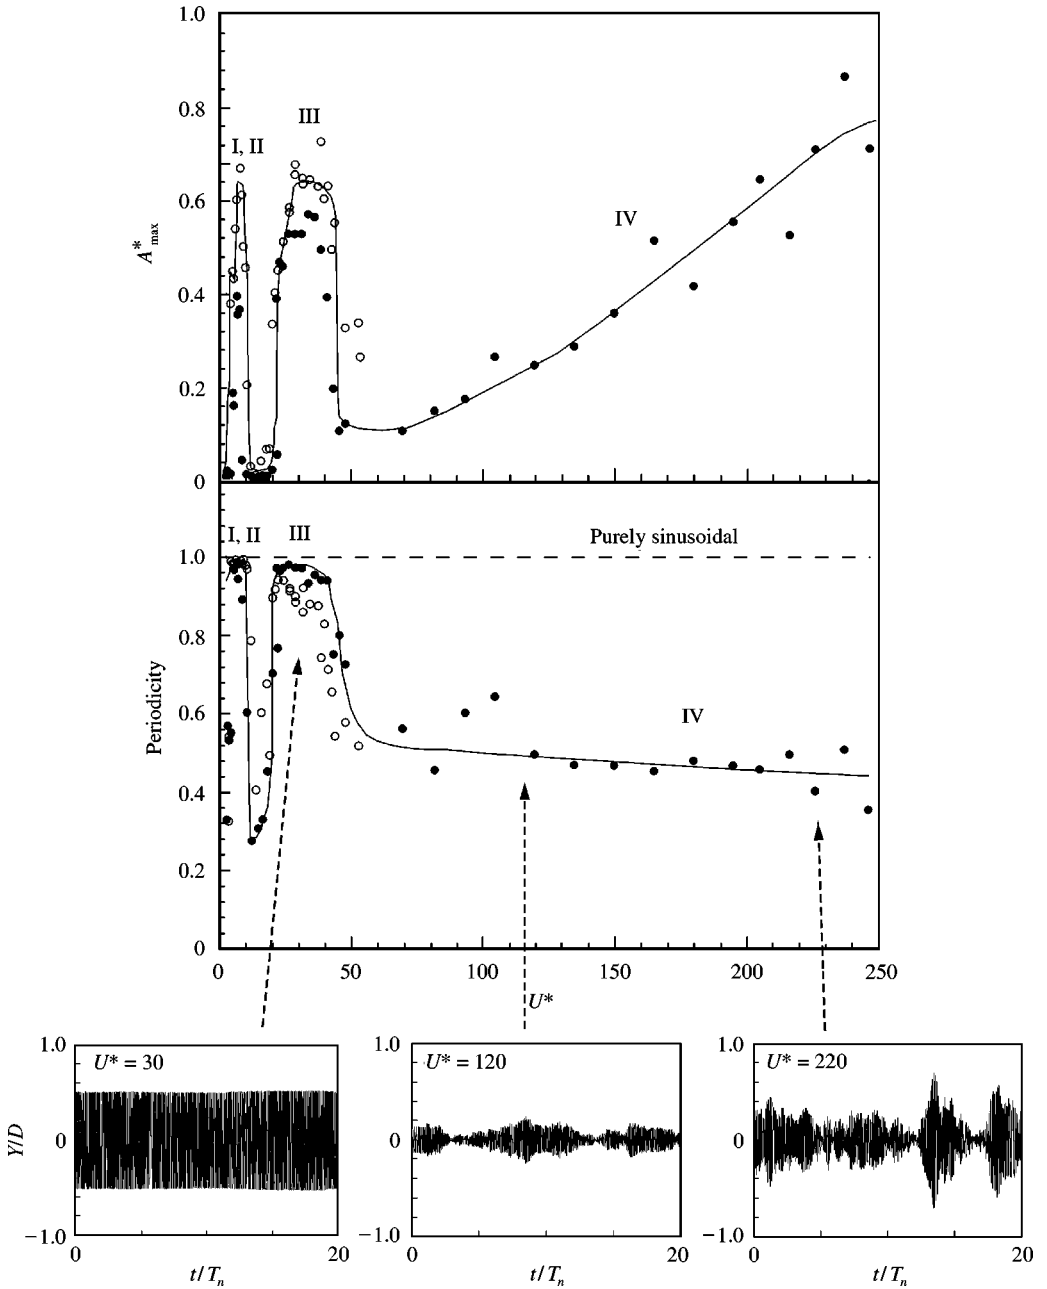 1.0
III
0.8
I, II
0.6
IV
A*max
0.4
0.2
0
I, II
III
Purely sinusoidal
1.0
0.8
Periodicity
0.6
IV
0.4
0.2
0
0 50 100 150 200 250
U*
1.0 1.0 1.0
U* = 30 U* = 120 U* = 220
Y/D
0 0 0
−1.0 −1.0 −1.0
0 20 0 20 0 20
t/Tn t/Tn t/Tn